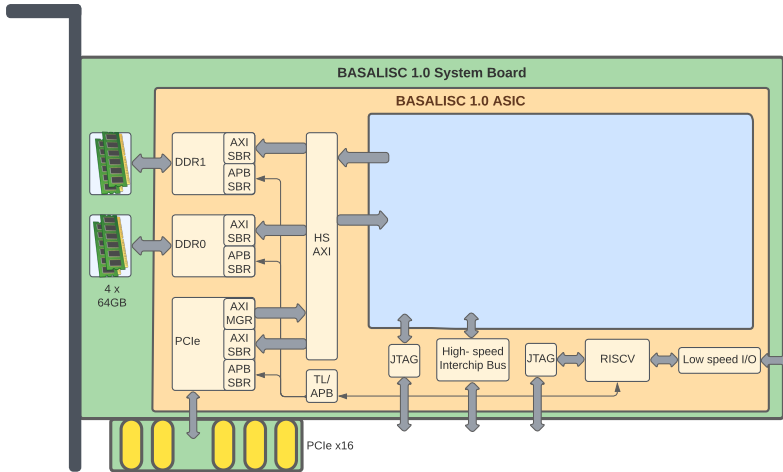 BASALISC 1.0 System Board
BASALISC 1.0 ASIC
DDR1
AXI
SBR
APB
SBR
DDR0
AXI
SBR
APB
SBR
HS
AXI
4 x
64GB
PCIe
AXI
MGR
AXI
SBR
APB
SBR
TL/
APB
JTAG
High- speed
Interchip Bus
JTAG
RISCV
Low speed I/O
PCIe x16